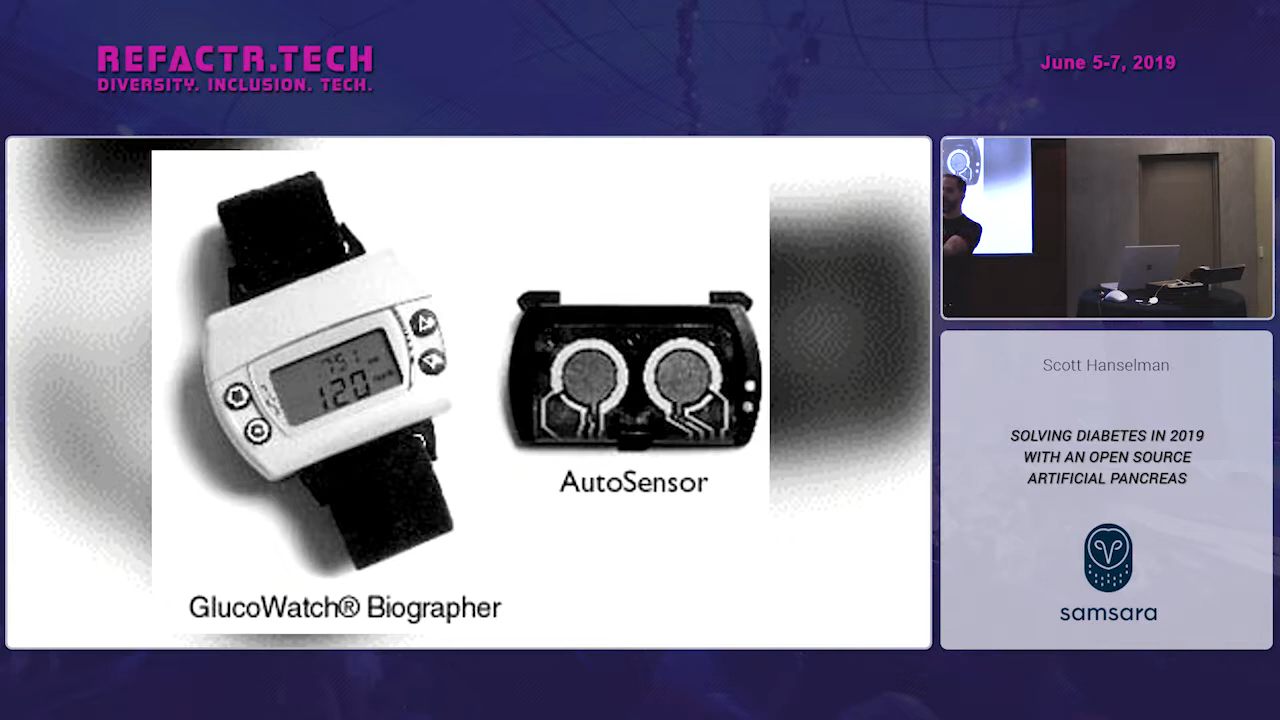 REFACTR.TECH
DIVERSITY. INCLUSION. TECH.
June 5-7, 2019
120
AutoSensor
GlucoWatch® Biographer
Scott Hanselman
SOLVING DIABETES IN 2019
WITH AN OPEN SOURCE
ARTIFICIAL PANCREAS
samsara